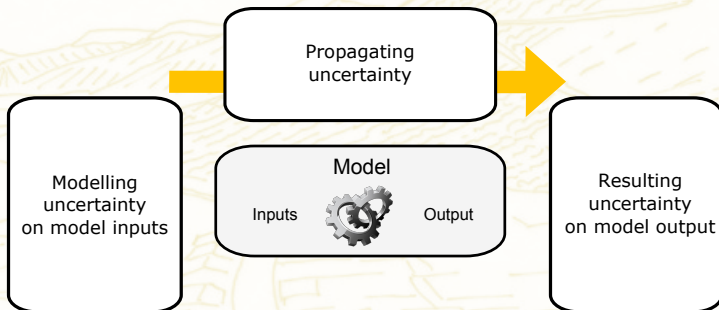 Propagating
uncertainty
Modelling
uncertainty
on model inputs
Model
Inputs
Output
Resulting
uncertainty
on model output